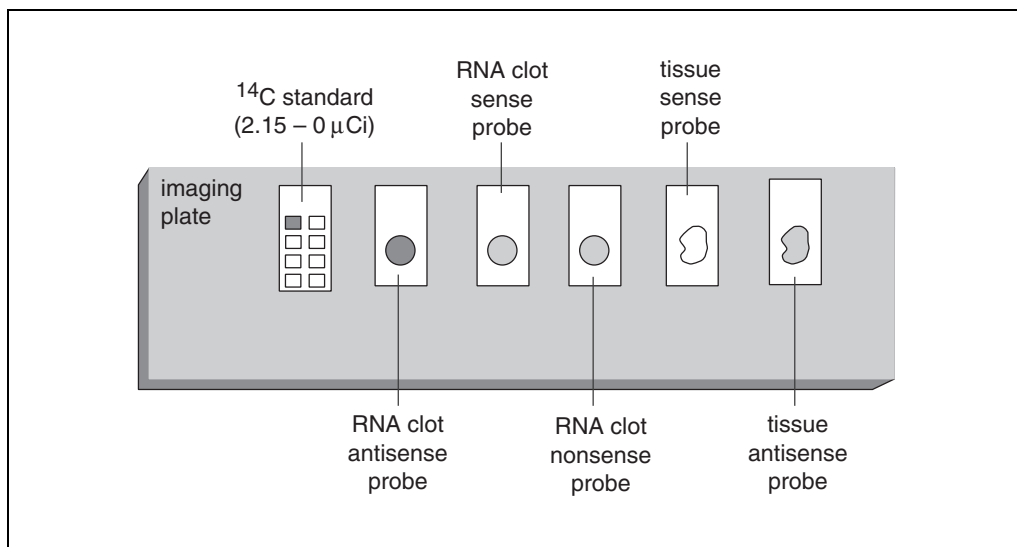 ¹⁴C standard
(2.15 – 0 μCi)
RNA clot
sense
probe
tissue
sense
probe
imaging
plate
RNA clot
antisense
probe
RNA clot
nonsense
probe
tissue
antisense
probe